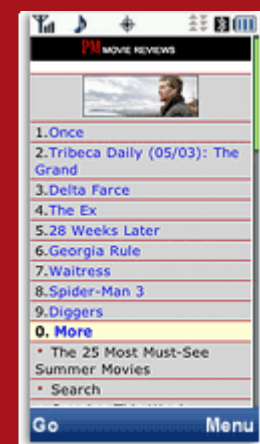 PM MOVIE REVIEWS
1.Once
2.Tribeca Daily (05/03): The
Grand
3.Delta Farce
4.The Ex
5.28 Weeks Later
6.Georgia Rule
7.Waitress
8.Spider-Man 3
9.Diggers
0. More
• The 25 Most Must-See
Summer Movies
• Search
Go Menu